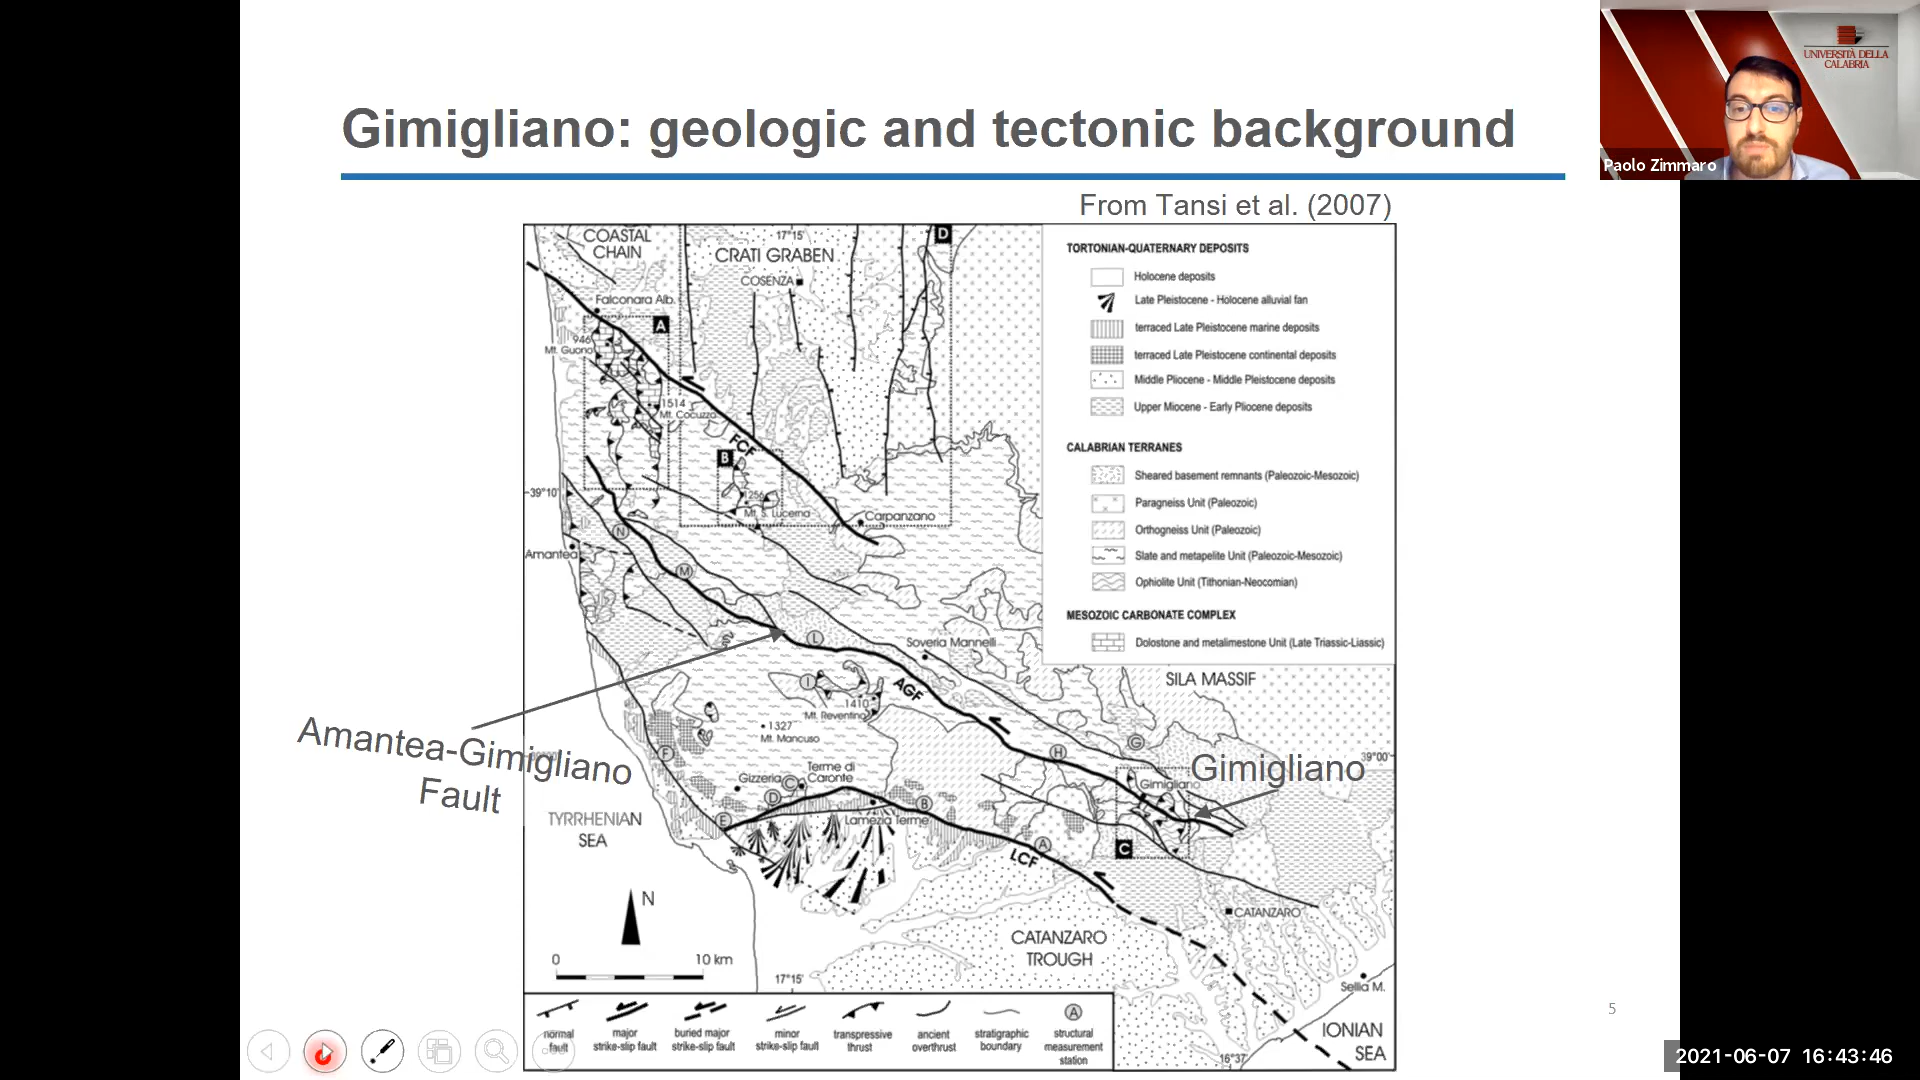 Gimigliano: geologic and tectonic background
UNIVERSITÀ DELLA
CALABRIA
Paolo Zimmaro
From Tansi et al. (2007)
COASTAL
CHAIN
17°15'
CRATI GRABEN
COSENZA
D
Falconara Alb.
A
946
Mt. Guono
1514
Mt. Cocuzzo
FCF
B
39°10'
1256
Mt. S. Lucerna
Carpanzano
N
Amantea
M
L
Soveria Mannelli
I
AGF
1410
Mt. Reventino
1327
Mt. Mancuso
SILA MASSIF
Amantea-Gimigliano
Fault
F
H
G
39°00'
Gimigliano
Gimigliano
Gizzeria
C
Terme di
Caronte
D
B
E
Lamezia Terme
A
C
LCF
TYRRHENIAN
SEA
CATANZARO
N
0
10 km
17°15'
CATANZARO
TROUGH
Sellia M.
IONIAN
SEA
16°37'
TORTONIAN-QUATERNARY DEPOSITS
Holocene deposits
Late Pleistocene - Holocene alluvial fan
terraced Late Pleistocene marine deposits
terraced Late Pleistocene continental deposits
Middle Pliocene - Middle Pleistocene deposits
Upper Miocene - Early Pliocene deposits
CALABRIAN TERRANES
Sheared basement remnants (Paleozoic-Mesozoic)
Paragneiss Unit (Paleozoic)
Orthogneiss Unit (Paleozoic)
Slate and metapelite Unit (Paleozoic-Mesozoic)
Ophiolite Unit (Tithonian-Neocomian)
MESOZOIC CARBONATE COMPLEX
Dolostone and metalimestone Unit (Late Triassic-Liassic)
normal
fault
major
strike-slip fault
buried major
strike-slip fault
minor
strike-slip fault
transpressive
thrust
ancient
overthrust
stratigraphic
boundary
A
structural
measurement
station
5
2021-06-07 16:43:46